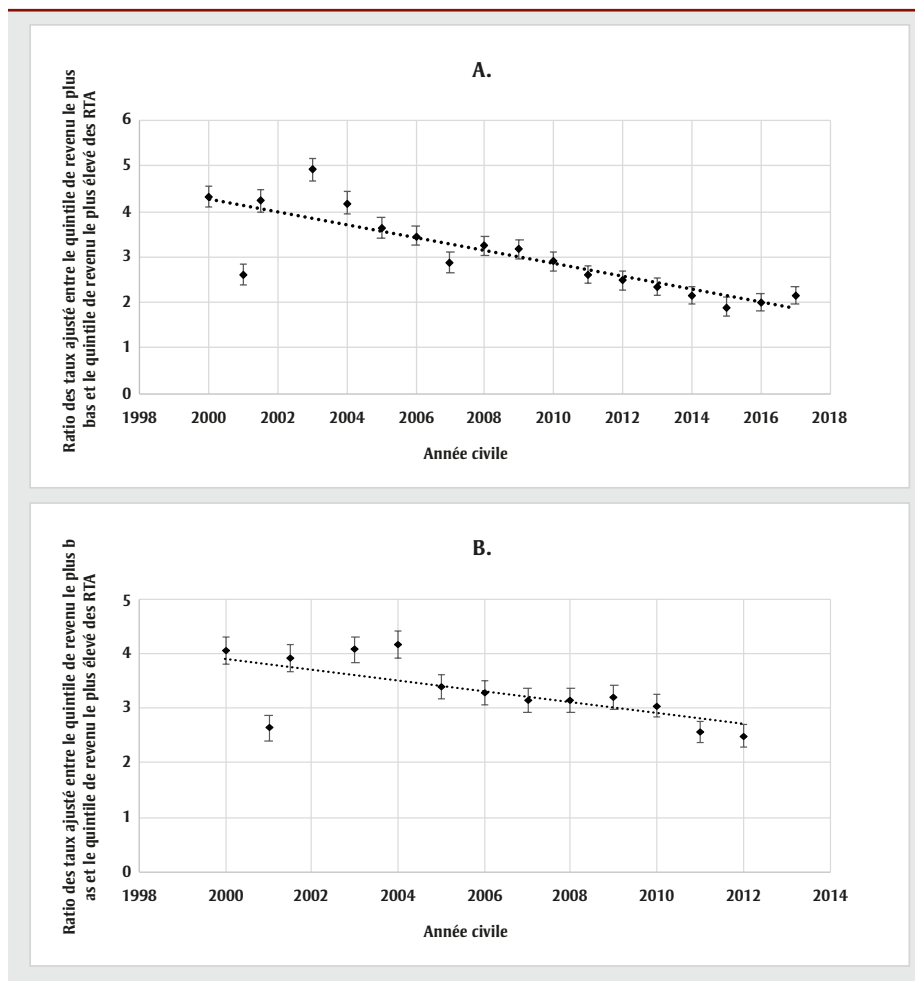 A.
Ratio des taux ajusté entre le quintile de revenu le plus
bas et le quintile de revenu le plus élevé des RTA
6
5
4
3
2
1
0
1998 2000 2002 2004 2006 2008 2010 2012 2014 2016 2018
Année civile
B.
Ratio des taux ajusté entre le quintile de revenu le plus b
as et le quintile de revenu le plus élevé des RTA
5
4
3
2
1
0
1998 2000 2002 2004 2006 2008 2010 2012 2014
Année civile